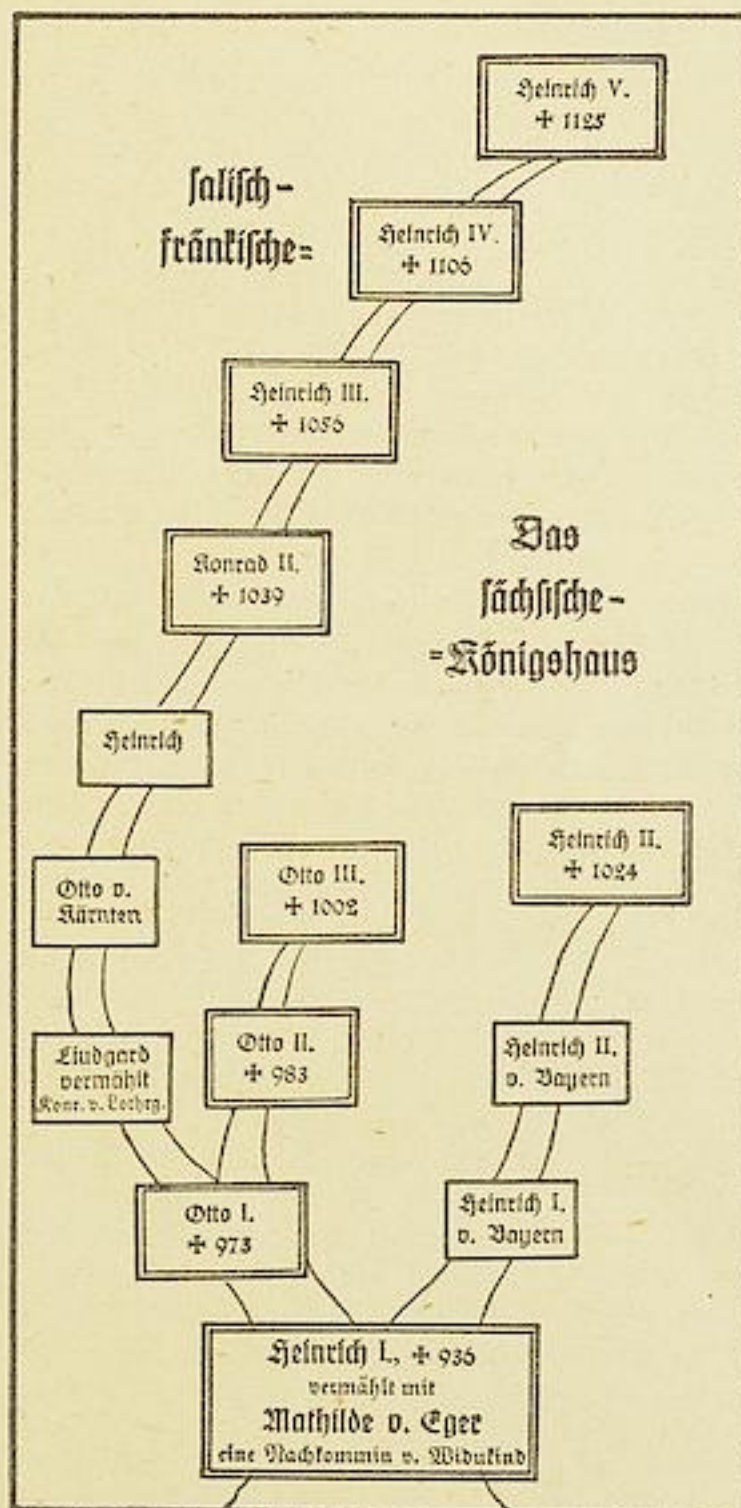 Heinrich V.
✠ 1125
salisch-
fränkische=
Heinrich IV.
✠ 1106
Heinrich III.
✠ 1056
Konrad II.
✠ 1039
Das
sächsische-
=Königshaus
Heinrich
Otto v.
Kärnten
Otto III.
✠ 1002
Heinrich II.
✠ 1024
Liudgard
vermählt
Konr. v. Lothrg.
Otto II.
✠ 983
Heinrich II.
v. Bayern
Otto I.
✠ 973
Heinrich I.
v. Bayern
Heinrich I., ✠ 936
vermählt mit
Mathilde v. Eger
eine Nachkommin v. Widukind